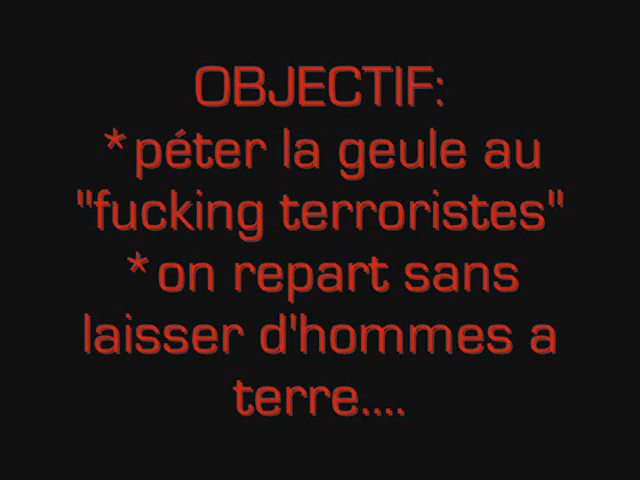 OBJECTIF:
*péter la geule au
"fucking terroristes"
*on repart sans
laisser d'hommes a
terre....